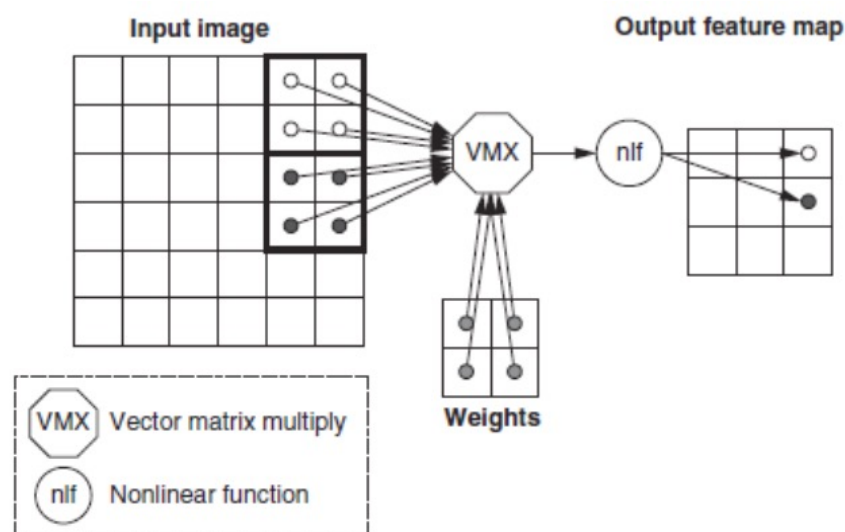 Input image
Output feature map
VMX
nlf
Weights
VMX Vector matrix multiply
nlf Nonlinear function